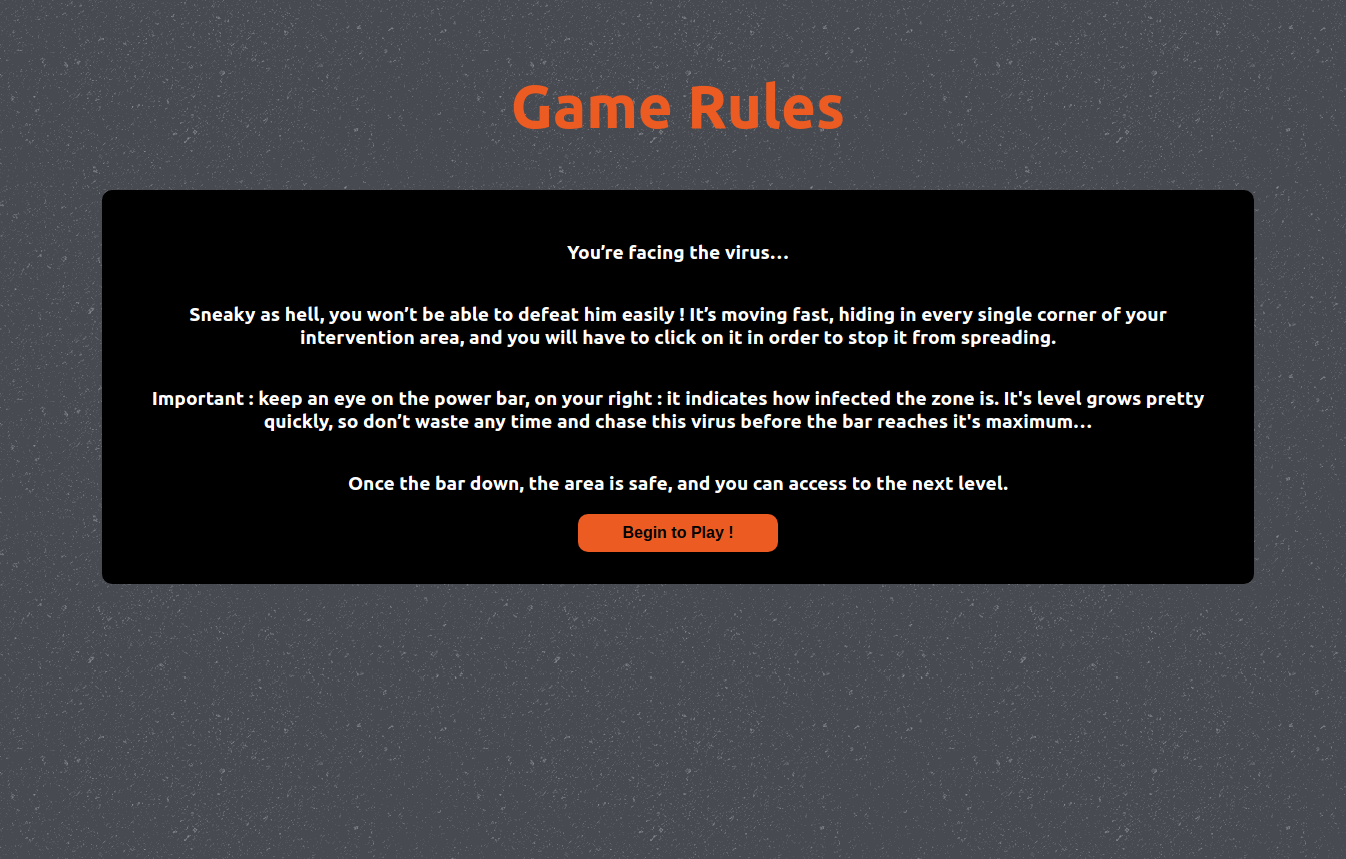 Game Rules
You’re facing the virus…
Sneaky as hell, you won’t be able to defeat him easily ! It’s moving fast, hiding in every single corner of your
intervention area, and you will have to click on it in order to stop it from spreading.
Important : keep an eye on the power bar, on your right : it indicates how infected the zone is. It's level grows pretty
quickly, so don’t waste any time and chase this virus before the bar reaches it's maximum…
Once the bar down, the area is safe, and you can access to the next level.
Begin to Play !